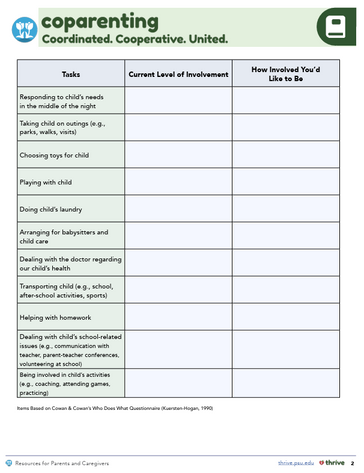 coparenting
Coordinated. Cooperative. United.
Tasks
Current Level of Involvement
How Involved You'd
Like to Be
Responding to child's needs
in the middle of the night
Taking child on outings (e.g.,
parks, walks, visits)
Choosing toys for child
Playing with child
Doing child's laundry
Arranging for babysitters and
child care
Dealing with the doctor regarding
our child's health
Transporting child (e.g., school,
after-school activities, sports)
Helping with homework
Dealing with child's school-related
issues (e.g., communication with
teacher, parent-teacher conferences,
volunteering at school)
Being involved in child's activities
(e.g., coaching, attending games,
practicing)
Items Based on Cowan & Cowan's Who Does What Questionnaire (Kuersten-Hogan, 1990)
Resources for Parents and Caregivers
thrive.psu.edu
thrive
2